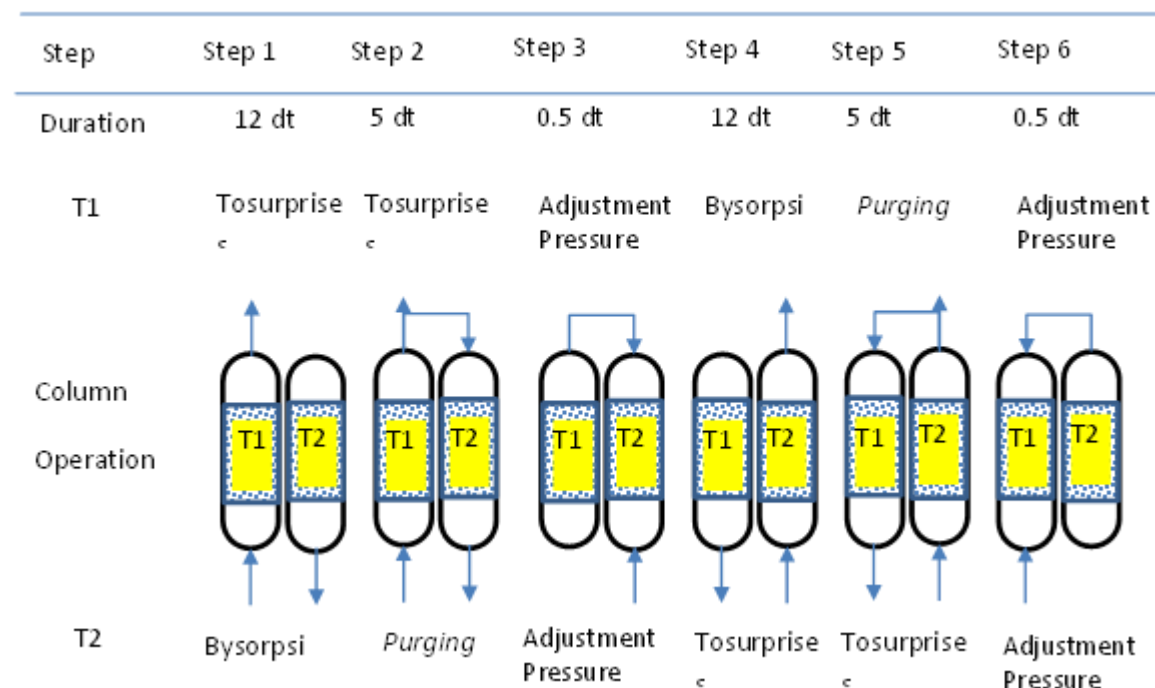 Step Step 1 Step 2 Step 3 Step 4 Step 5 Step 6
Duration 12 dt 5 dt 0.5 dt 12 dt 5 dt 0.5 dt
T1 Tosurprise Tosurprise Adjustment Bysorpsi Purging Adjustment
Pressure Pressure
Column
T1 T2 T1 T2 T1 T2 T1 T2 T1 T2 T1 T2
Operation
T2 Bysorpsi Purging Adjustment Tosurprise Tosurprise Adjustment
Pressure Pressure